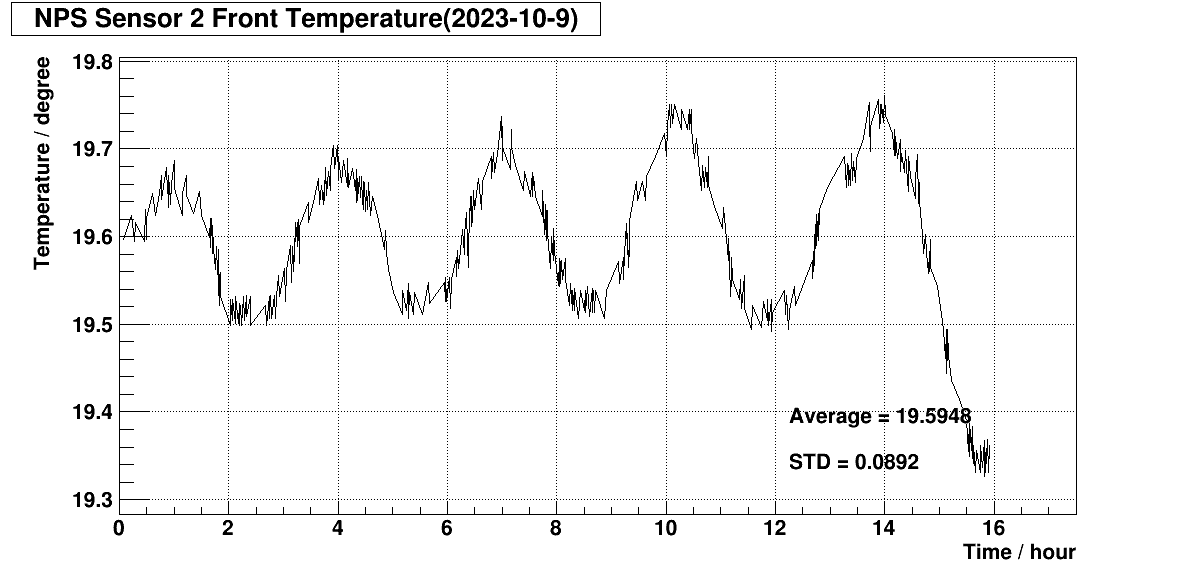 NPS Sensor 2 Front Temperature(2023-10-9)
Temperature / degree
19.8
19.7
19.6
19.5
19.4
19.3
Average = 19.5948
STD = 0.0892
0 2 4 6 8 10 12 14 16
Time / hour